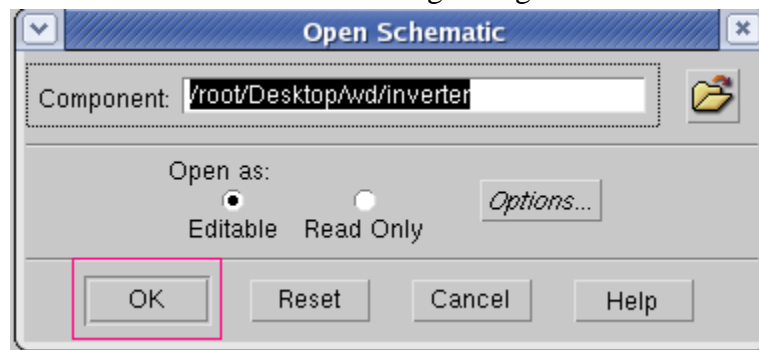 Open Schematic
Component: /root/Desktop/wd/inverter
Open as:
Editable Read Only Options...
OK Reset Cancel Help